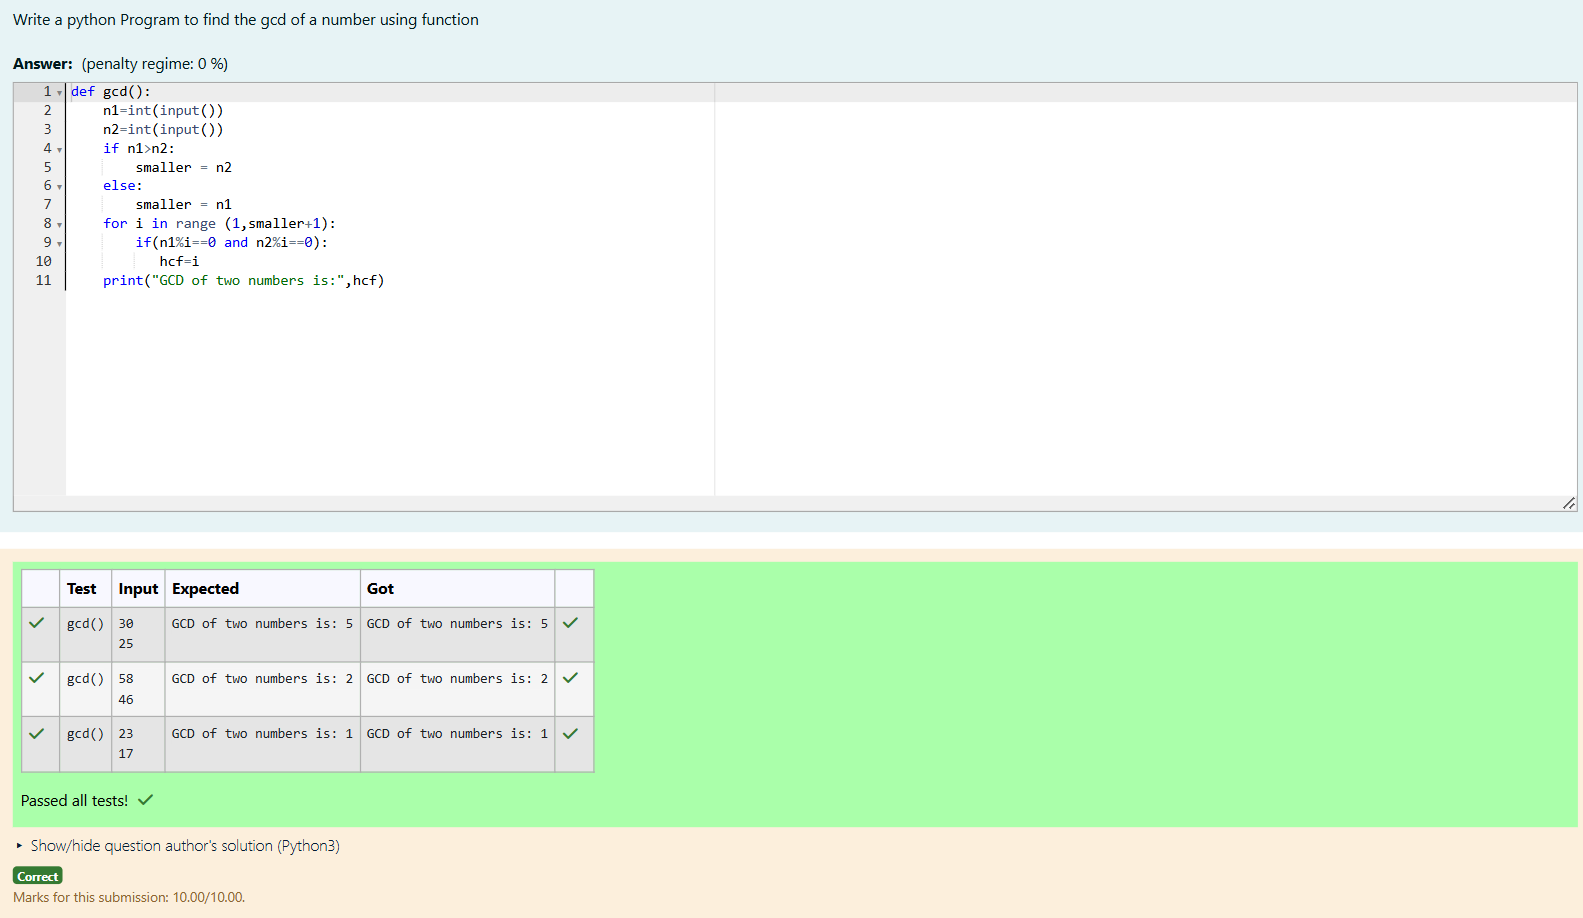 Write a python Program to find the gcd of a number using function
Answer: (penalty regime: 0 %)
1 def gcd():
2     n1=int(input())
3     n2=int(input())
4     if n1>n2:
5         smaller = n2
6     else:
7         smaller = n1
8     for i in range (1,smaller+1):
9         if(n1%i==0 and n2%i==0):
10            hcf=i
11    print("GCD of two numbers is:",hcf)
Test Input Expected Got
gcd() 30 GCD of two numbers is: 5 GCD of two numbers is: 5
25
gcd() 58 GCD of two numbers is: 2 GCD of two numbers is: 2
46
gcd() 23 GCD of two numbers is: 1 GCD of two numbers is: 1
17
Passed all tests!
Show/hide question author's solution (Python3)
Correct
Marks for this submission: 10.00/10.00.